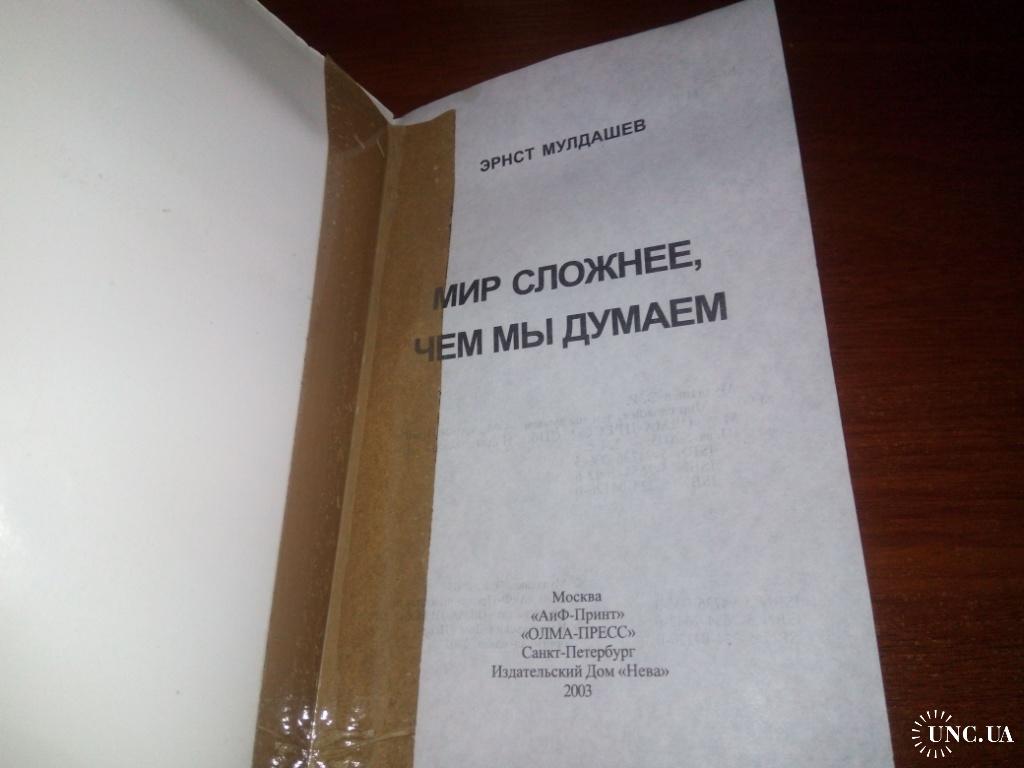 ЭРНСТ МУЛДАШЕВ
МИР СЛОЖНЕЕ,
ЧЕМ МЫ ДУМАЕМ
Москва
«АиФ-Принт»
«ОЛМА-ПРЕСС»
Санкт-Петербург
Издательский Дом «Нева»
2003
UNC.UA